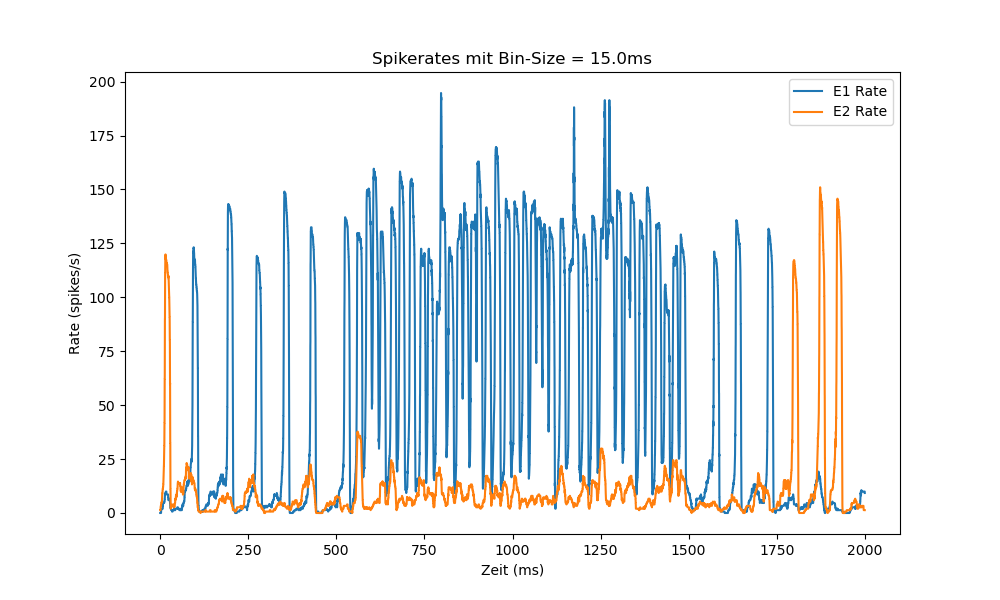 Spikerates mit Bin-Size = 15.0ms
E1 Rate
E2 Rate
200
175
150
125
100
75
50
25
0
Rate (spikes/s)
0 250 500 750 1000 1250 1500 1750 2000
Zeit (ms)